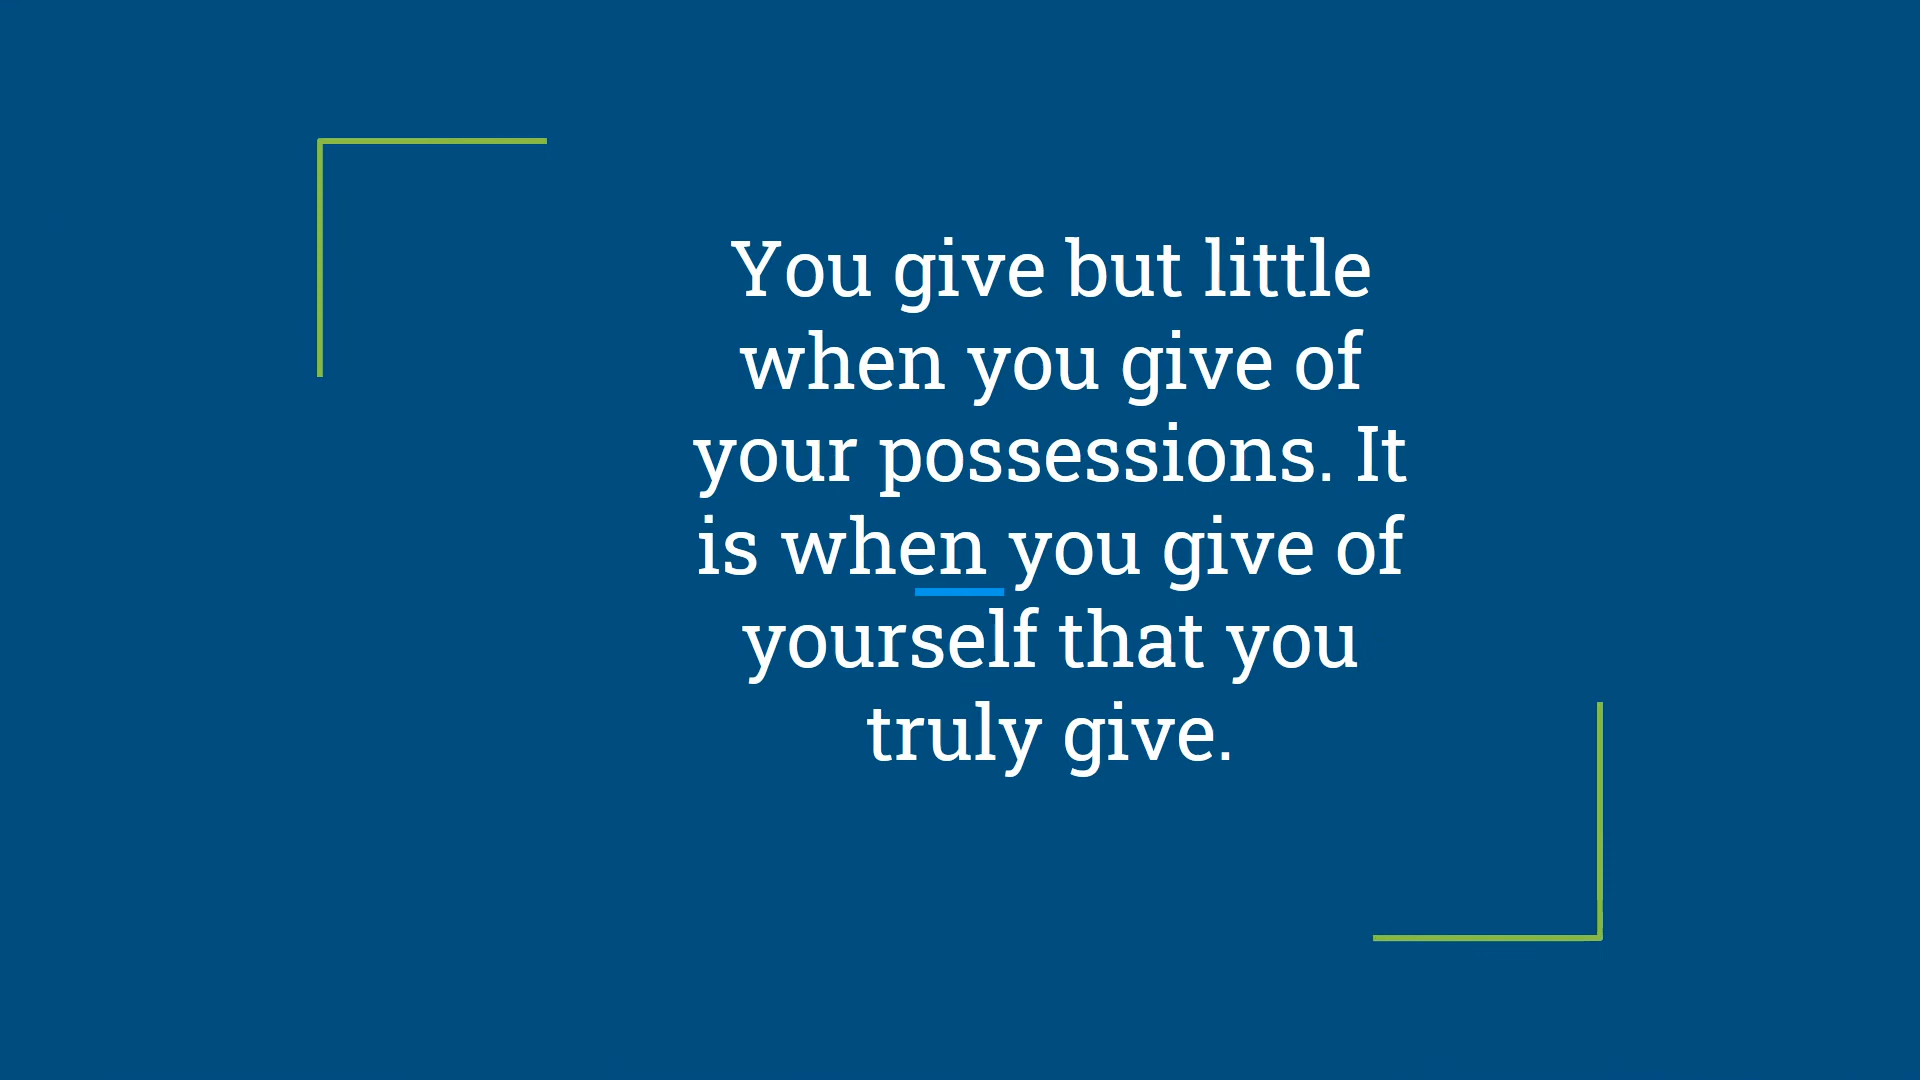 You give but little
when you give of
your possessions. It
is when you give of
yourself that you
truly give.